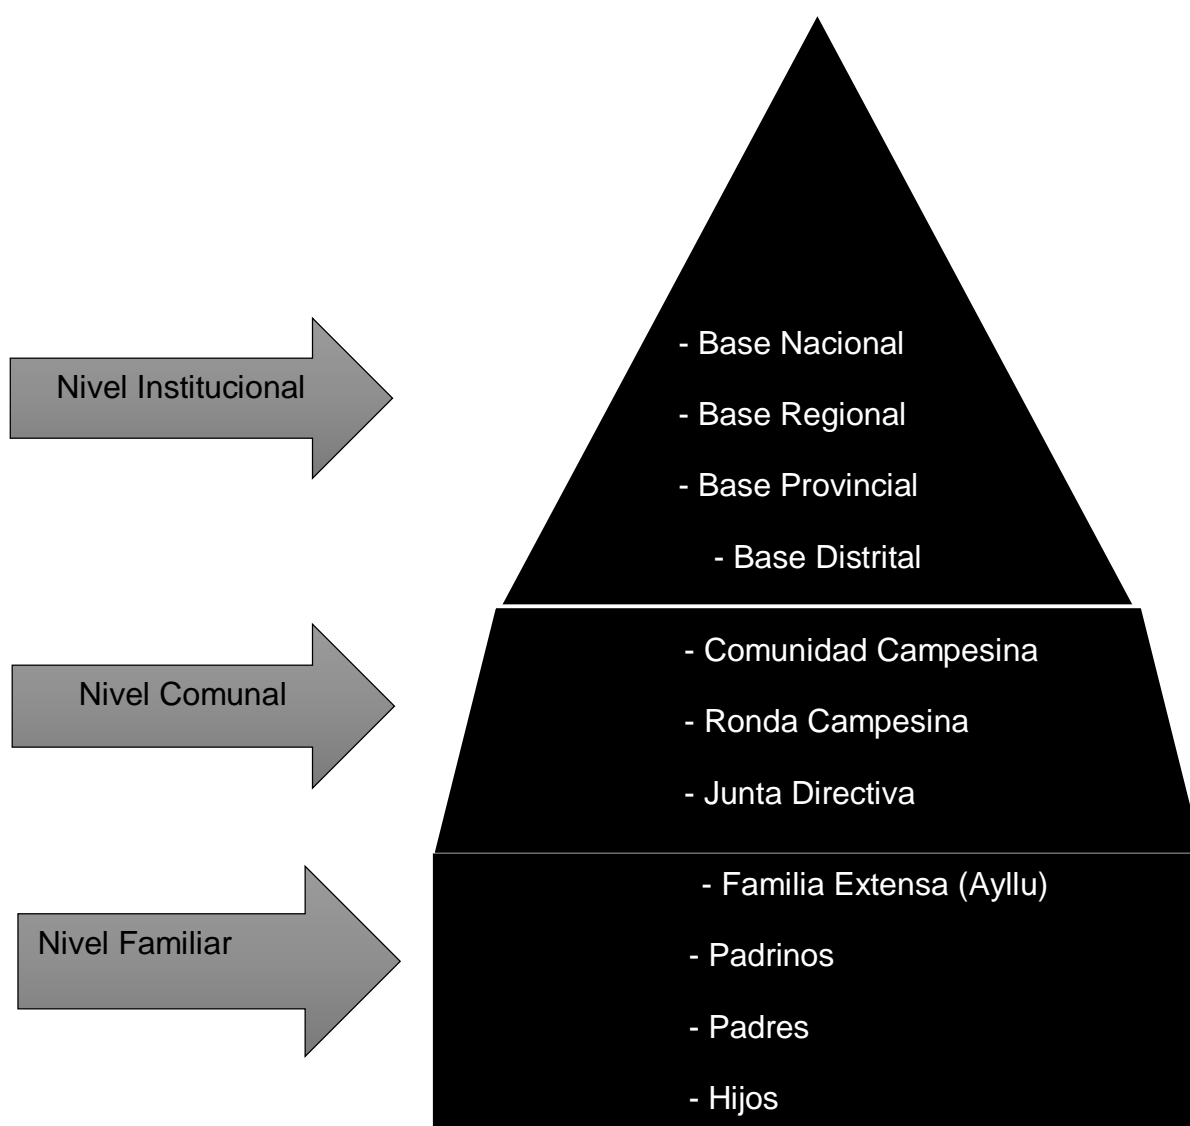 Nivel Institucional
- Base Nacional
- Base Regional
- Base Provincial
- Base Distrital
Nivel Comunal
- Comunidad Campesina
- Ronda Campesina
- Junta Directiva
Nivel Familiar
- Familia Extensa (Ayllu)
- Padrinos
- Padres
- Hijos